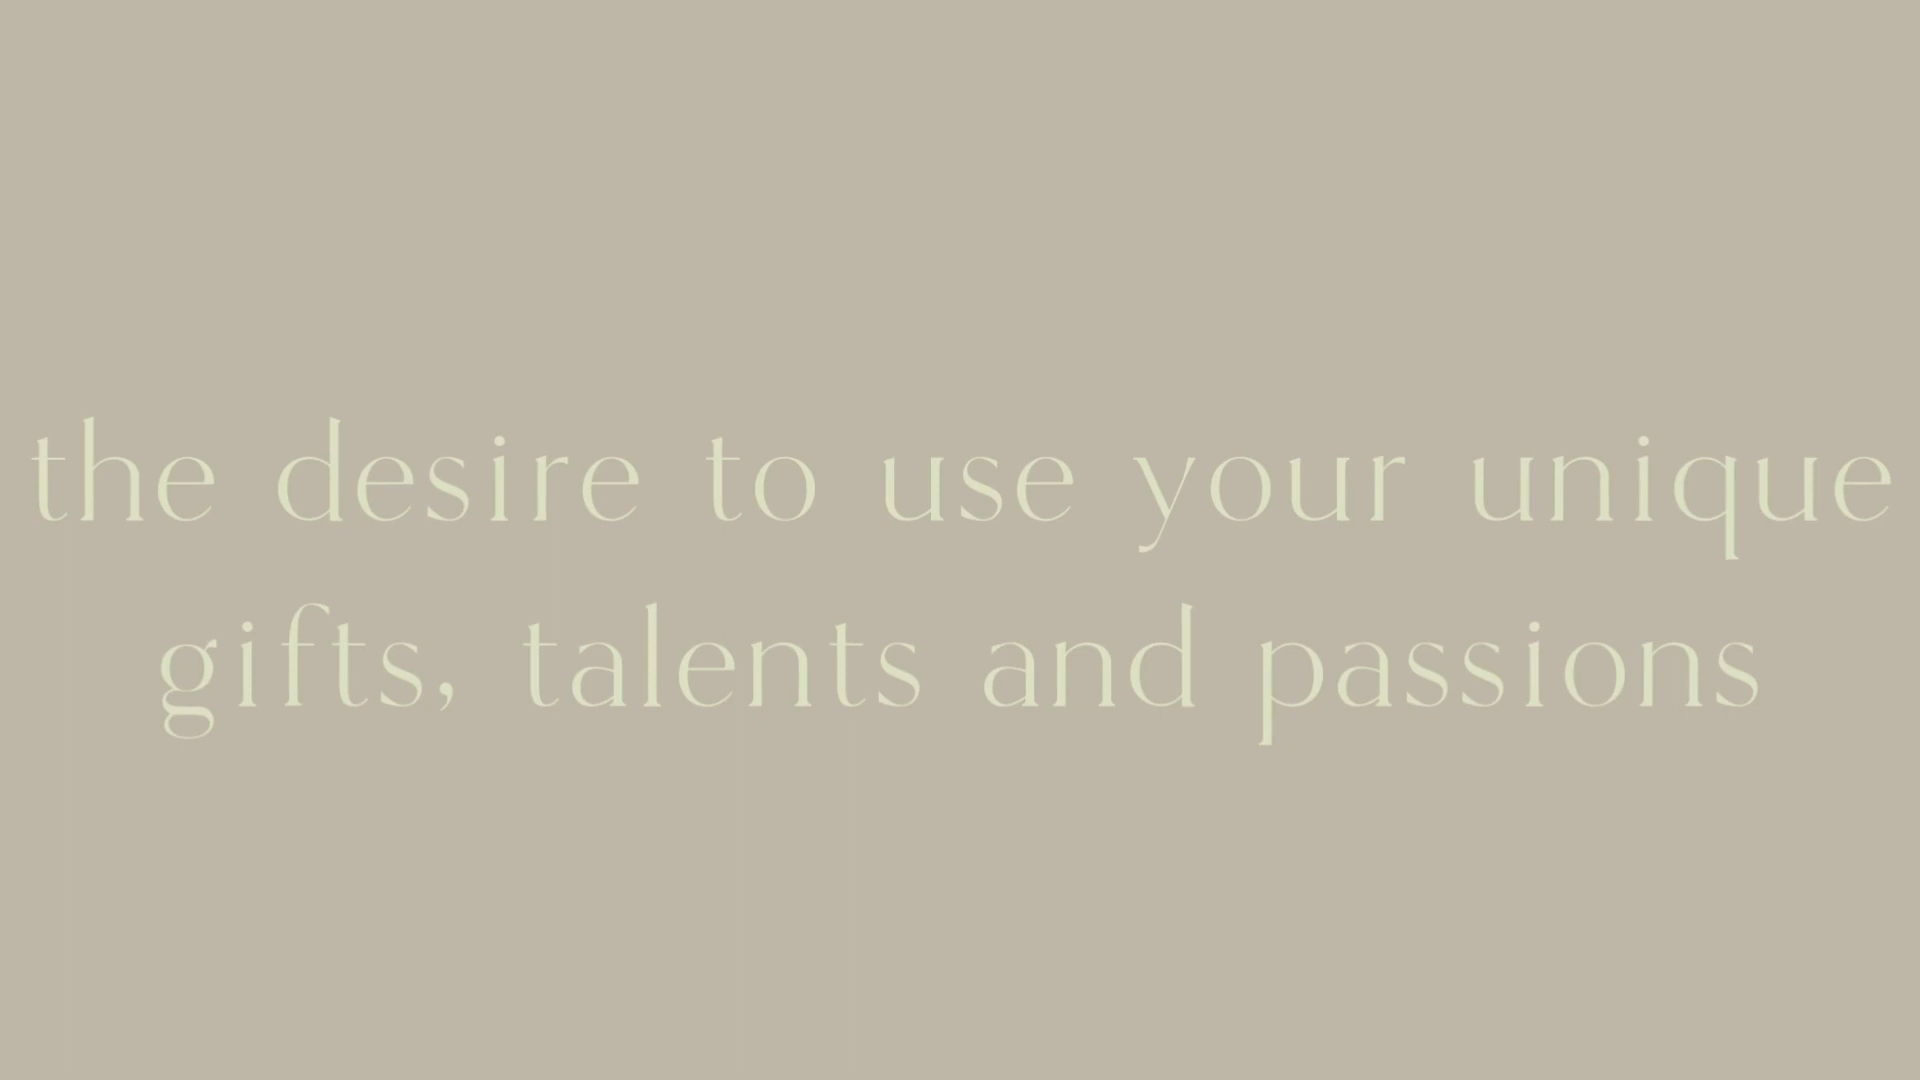 the desire to use your unique
gifts, talents and passions